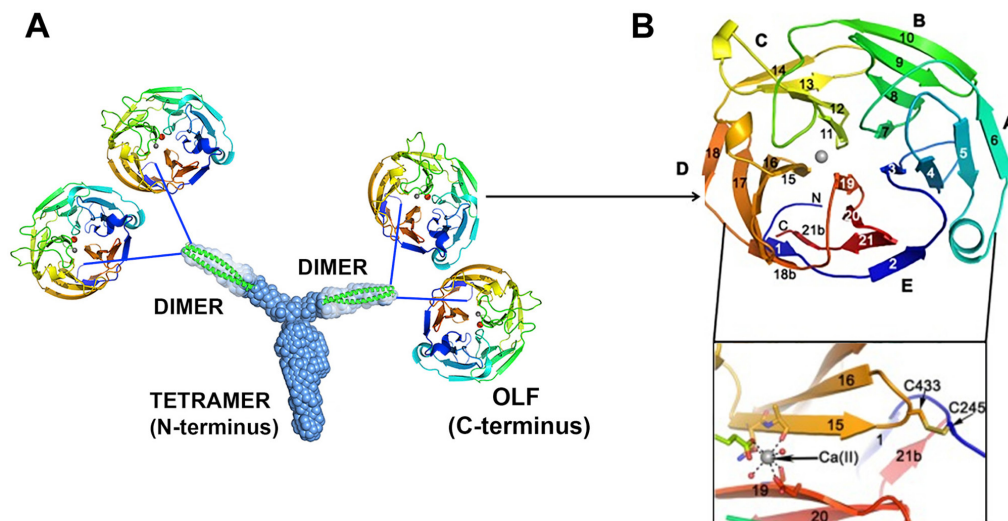 A
DIMER
DIMER
TETRAMER
(N-terminus)
OLF
(C-terminus)
B
B
10
C
9
14
13
8
A
12
7
6
11
5
18
16
3
4
D
17
15
19
N
20
C
21b
21
1
2
18b
E
16
C433
C245
15
1
Ca(II)
21b
19
20